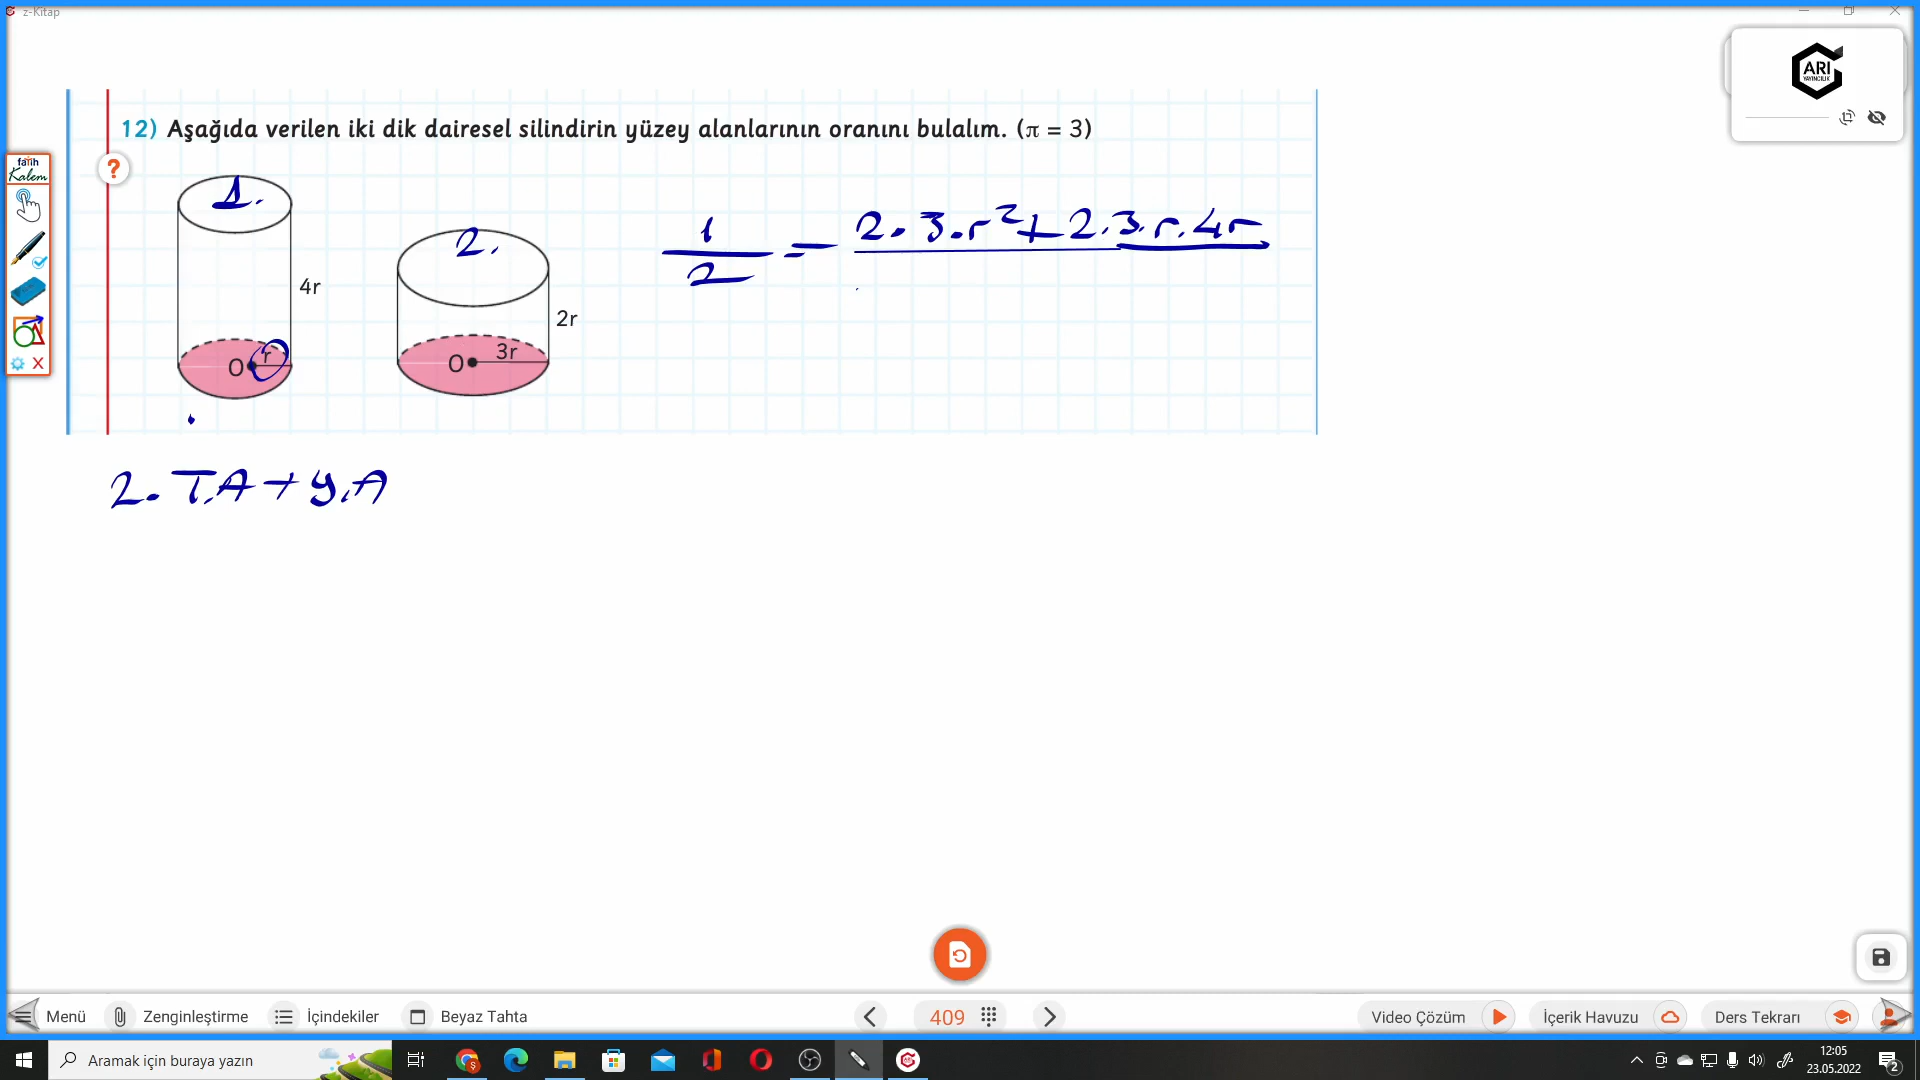 z-Kitap
ARI
YAYINCILIK
12) Aşağıda verilen iki dik dairesel silindirin yüzey alanlarının oranını bulalım. (π = 3)
?
fatih
Kalem
1.
2.
4r
2r
O r
O 3r
1/2 = 2.3.r²+2.3.r.4r
2.T.A+y.A
Menü
Zenginleştirme
İçindekiler
Beyaz Tahta
409
Video Çözüm
İçerik Havuzu
Ders Tekrarı
Aramak için buraya yazın
12:05
23.05.2022
2